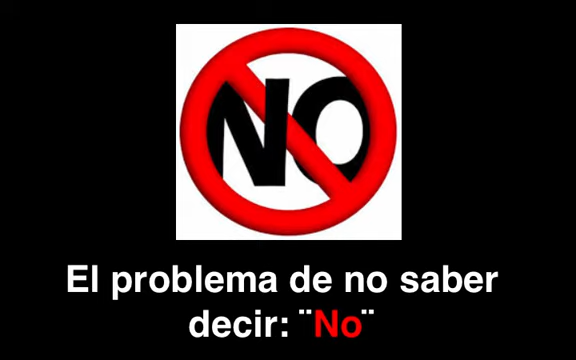 NO
El problema de no saber
decir: ¨No¨